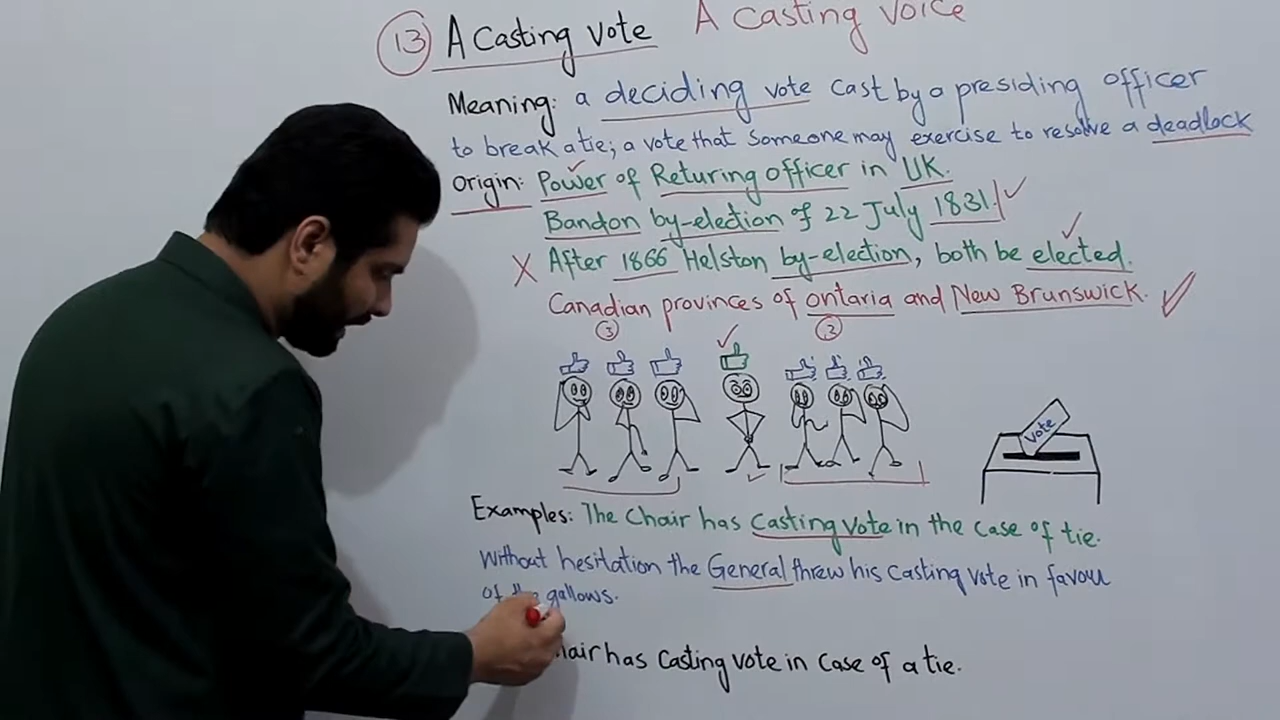 13 A Casting Vote A Casting Voice
Meaning: a deciding vote cast by a presiding officer
to break a tie; a vote that someone may exercise to resolve a deadlock
Origin: Power of Returing officer in UK.
Bandon by-election of 22 July 1831.
X After 1866 Helston by-election, both be elected.
Canadian provinces of ontaria and New Brunswick.
3
Vote
Examples: The Chair has Casting vote in the case of tie.
Without hesitation the General threw his casting vote in favou
of the gallows.
has casting vote in case of a tie.